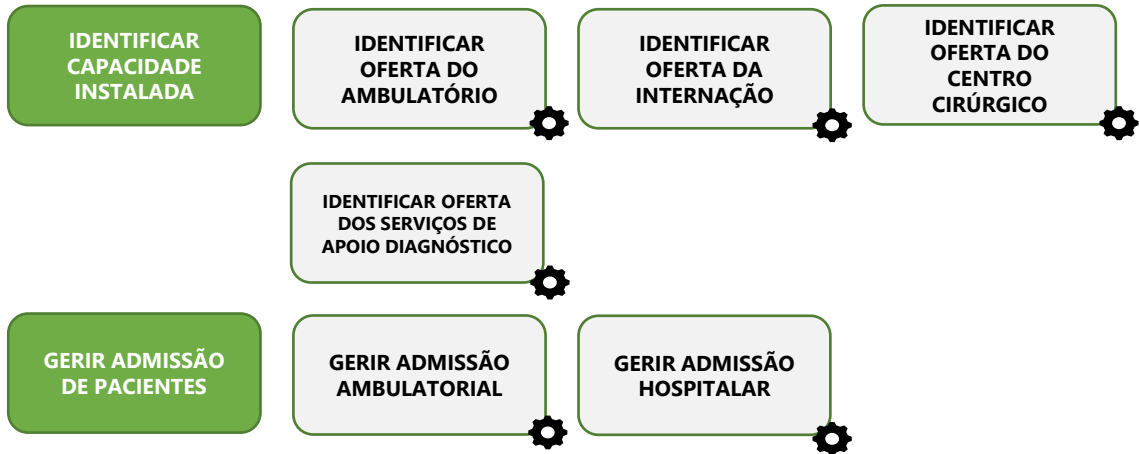 IDENTIFICAR
CAPACIDADE
INSTALADA
IDENTIFICAR
OFERTA DO
AMBULATÓRIO
IDENTIFICAR
OFERTA DA
INTERNAÇÃO
IDENTIFICAR
OFERTA DO
CENTRO
CIRÚRGICO
IDENTIFICAR OFERTA
DOS SERVIÇOS DE
APOIO DIAGNÓSTICO
GERIR ADMISSÃO
DE PACIENTES
GERIR ADMISSÃO
AMBULATORIAL
GERIR ADMISSÃO
HOSPITALAR